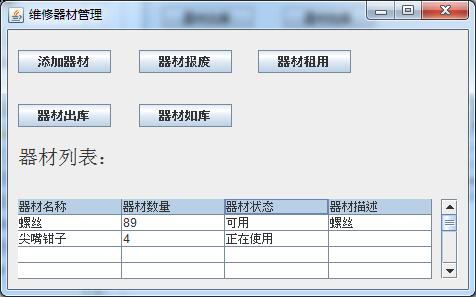 维修器材管理
添加器材 器材报废 器材租用
器材出库 器材如库
器材列表：
器材名称 器材数量 器材状态 器材描述
螺丝 89 可用 螺丝
尖嘴钳子 4 正在使用